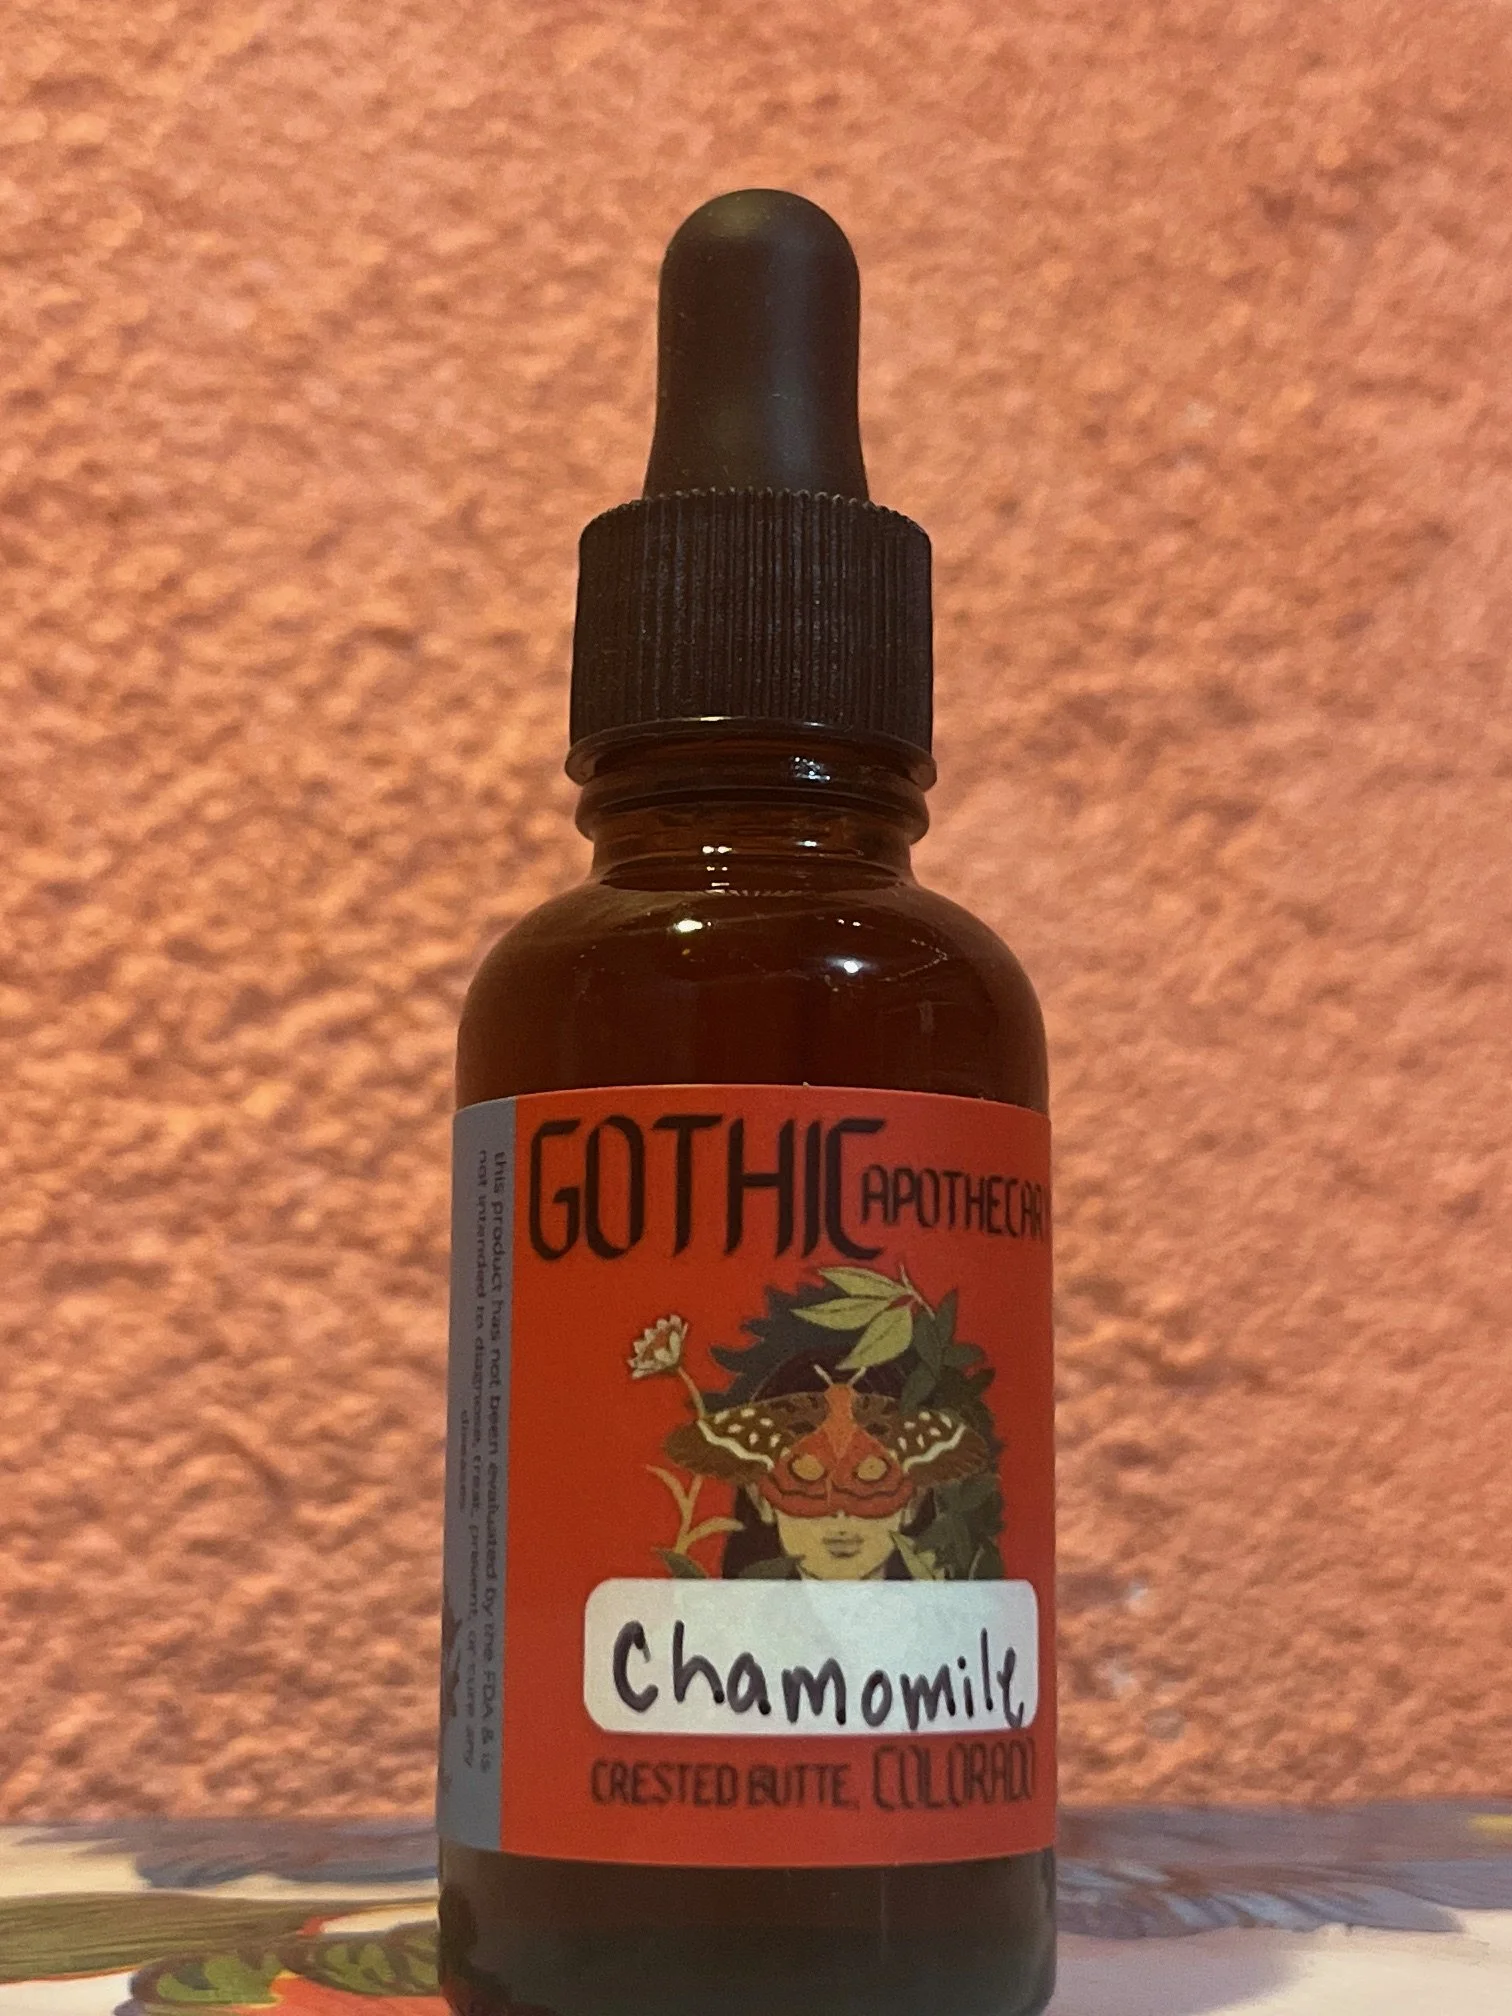 GOTHIC APOTHECARY
Chamomile
CRESTED BUTTE, COLORADO
this product has not been evaluated by the FDA & is
not intended to diagnose, treat, prevent, or cure any
diseases.